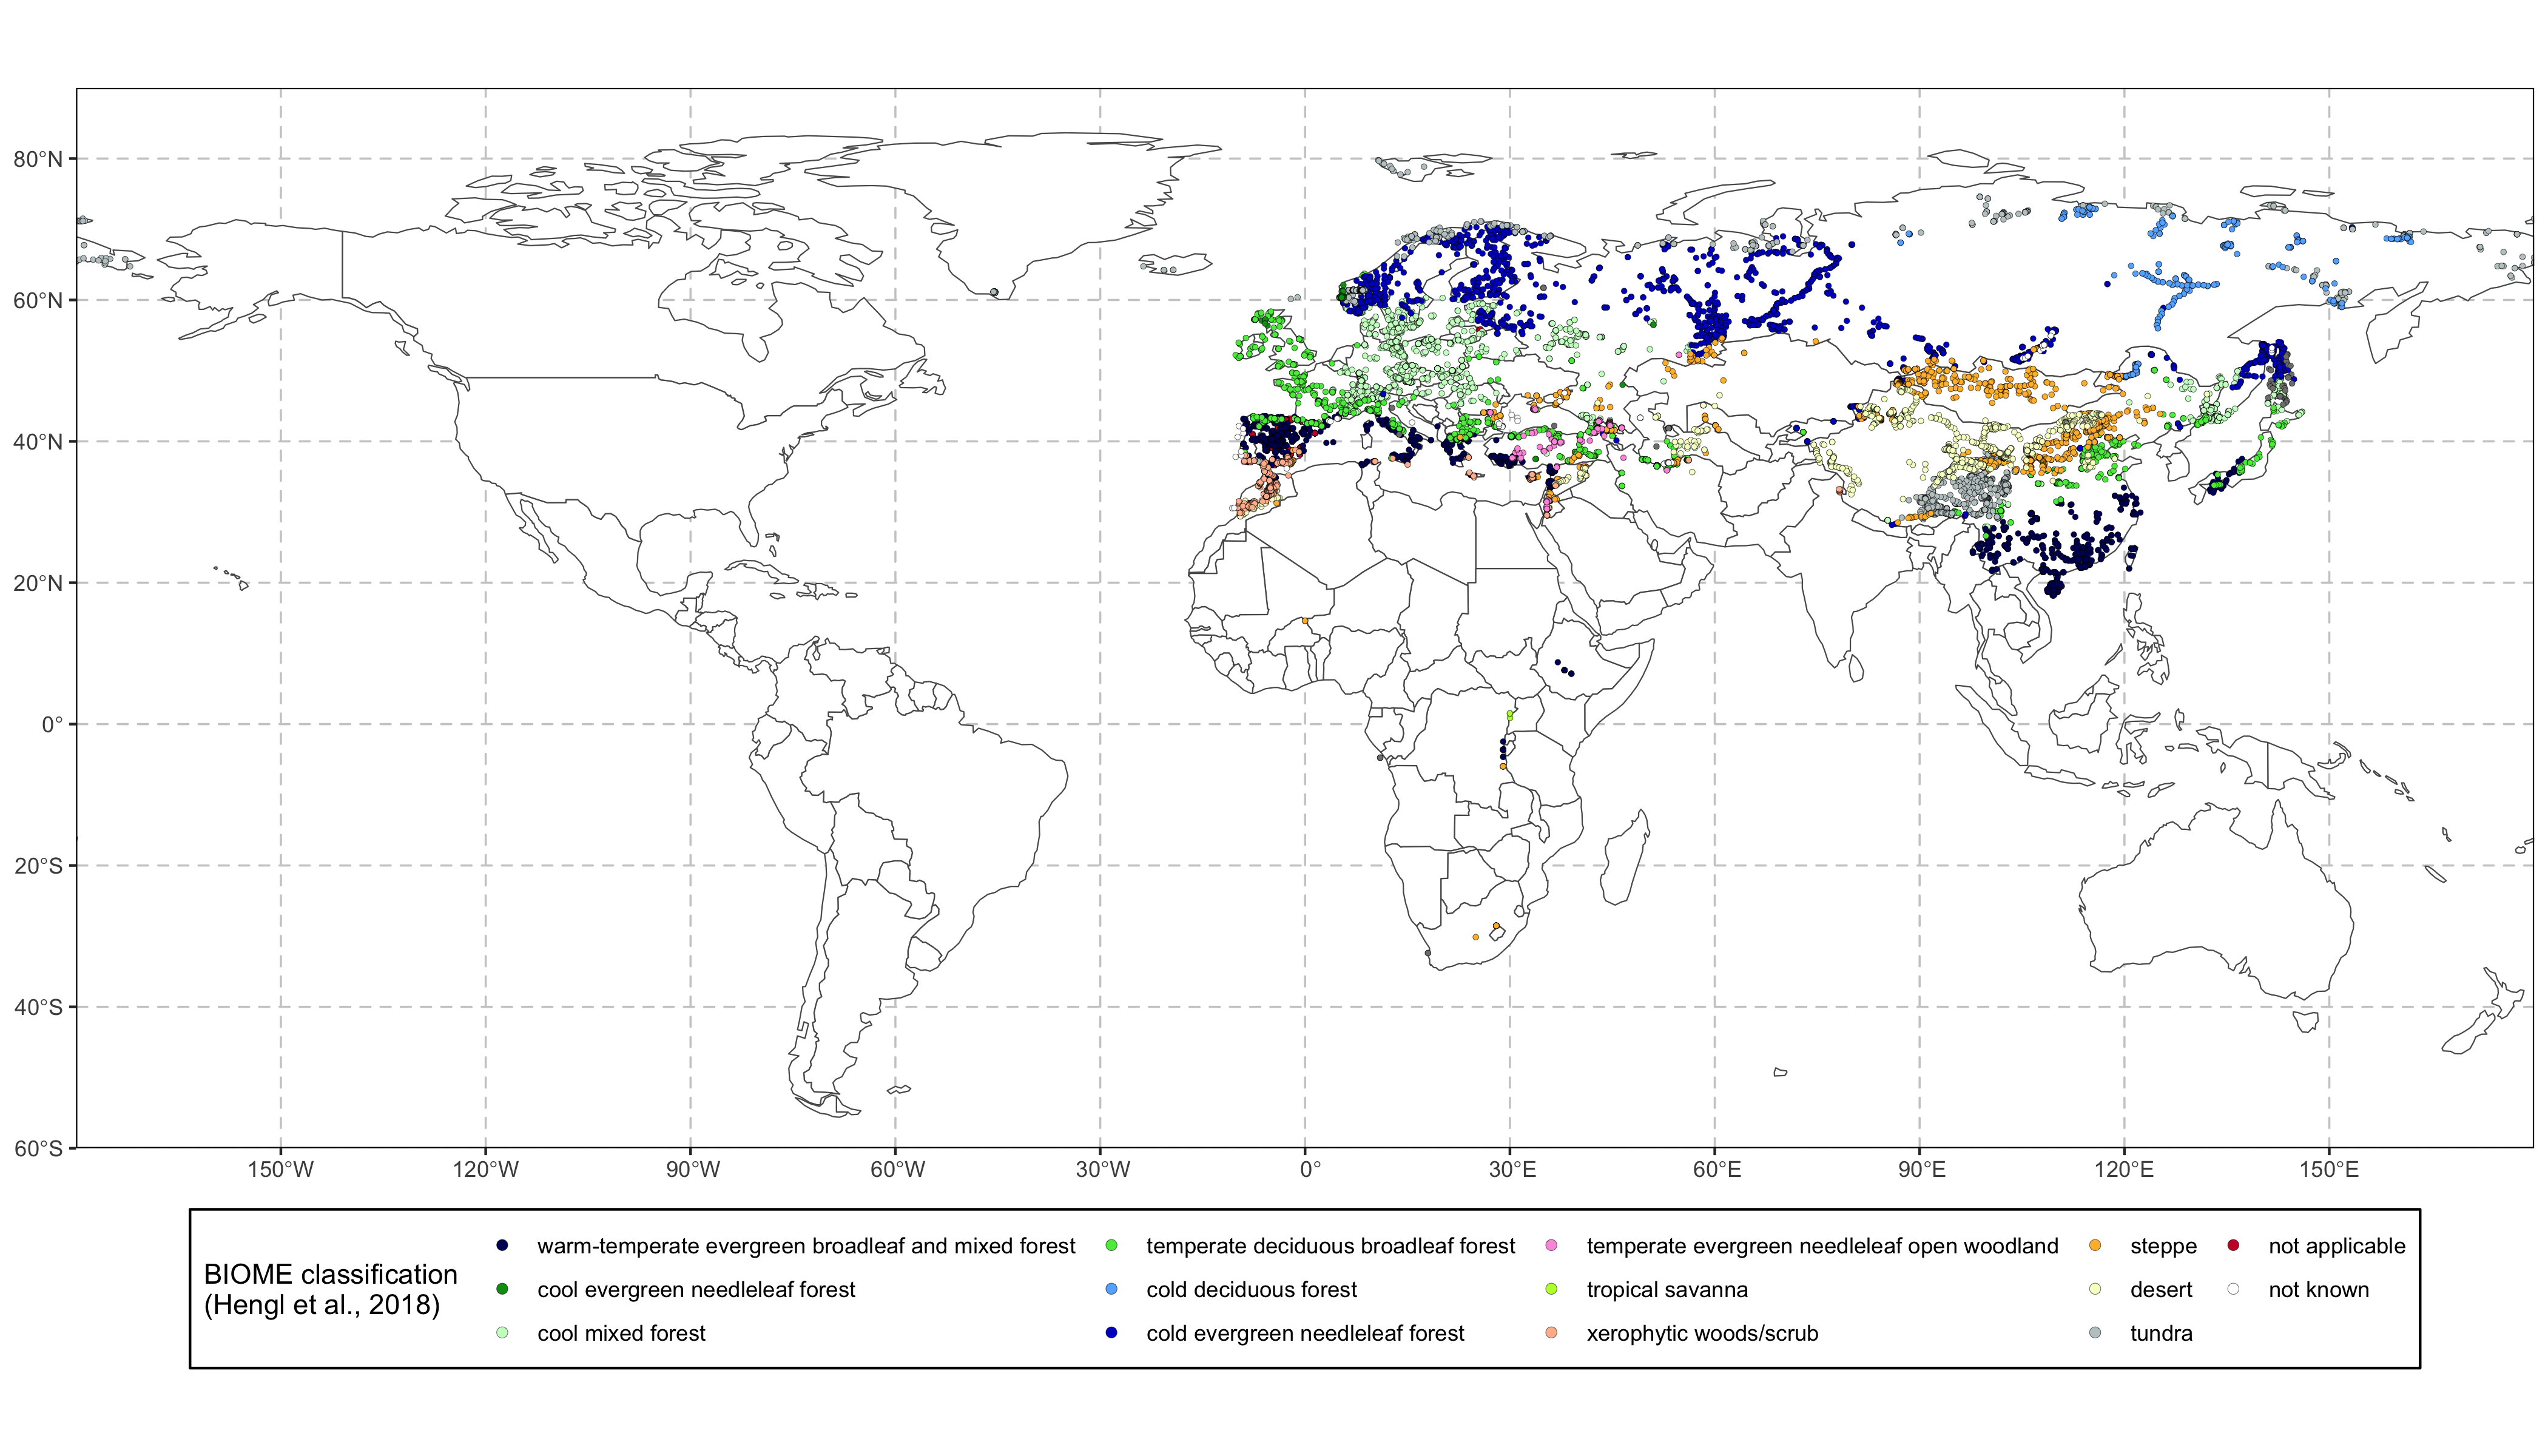 80°N
60°N
40°N
20°N
0°
20°S
40°S
60°S
150°W 120°W 90°W 60°W 30°W 0° 30°E 60°E 90°E 120°E 150°E
BIOME classification
(Hengl et al., 2018)
warm-temperate evergreen broadleaf and mixed forest
cool evergreen needleleaf forest
cool mixed forest
temperate deciduous broadleaf forest
cold deciduous forest
cold evergreen needleleaf forest
temperate evergreen needleleaf open woodland
tropical savanna
xerophytic woods/scrub
steppe
desert
tundra
not applicable
not known